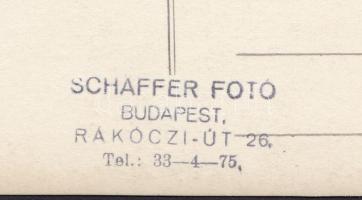 SCHAFFER FOTÓ
BUDAPEST,
RÁKÓCZI-ÚT 26.
Tel.: 33—4—75.